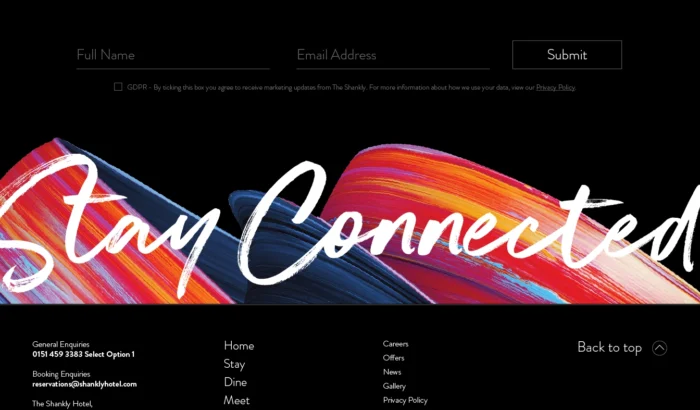 Full Name
Email Address
Submit
GDPR - By ticking this box you agree to receive marketing updates from The Shankly. For more information about how we use your data, view our Privacy Policy
Stay Connected
General Enquiries
0151 459 3383 Select Option 1
Booking Enquiries
reservations@shanklyhotel.com
The Shankly Hotel,
Home
Stay
Dine
Meet
Careers
Offers
News
Gallery
Privacy Policy
Back to top